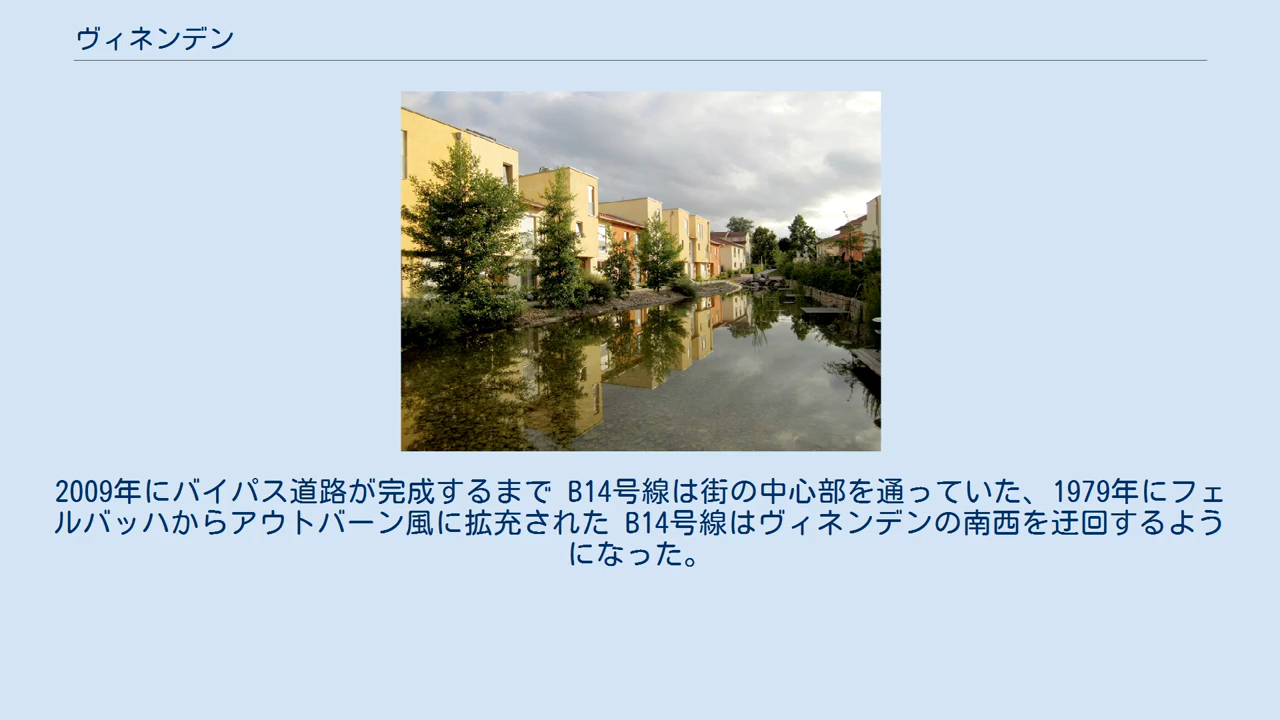 ヴィネンデン
2009年にバイパス道路が完成するまで B14号線は街の中心部を通っていた、1979年にフェ
ルバッハからアウトバーン風に拡充された B14号線はヴィネンデンの南西を迂回するよう
になった。